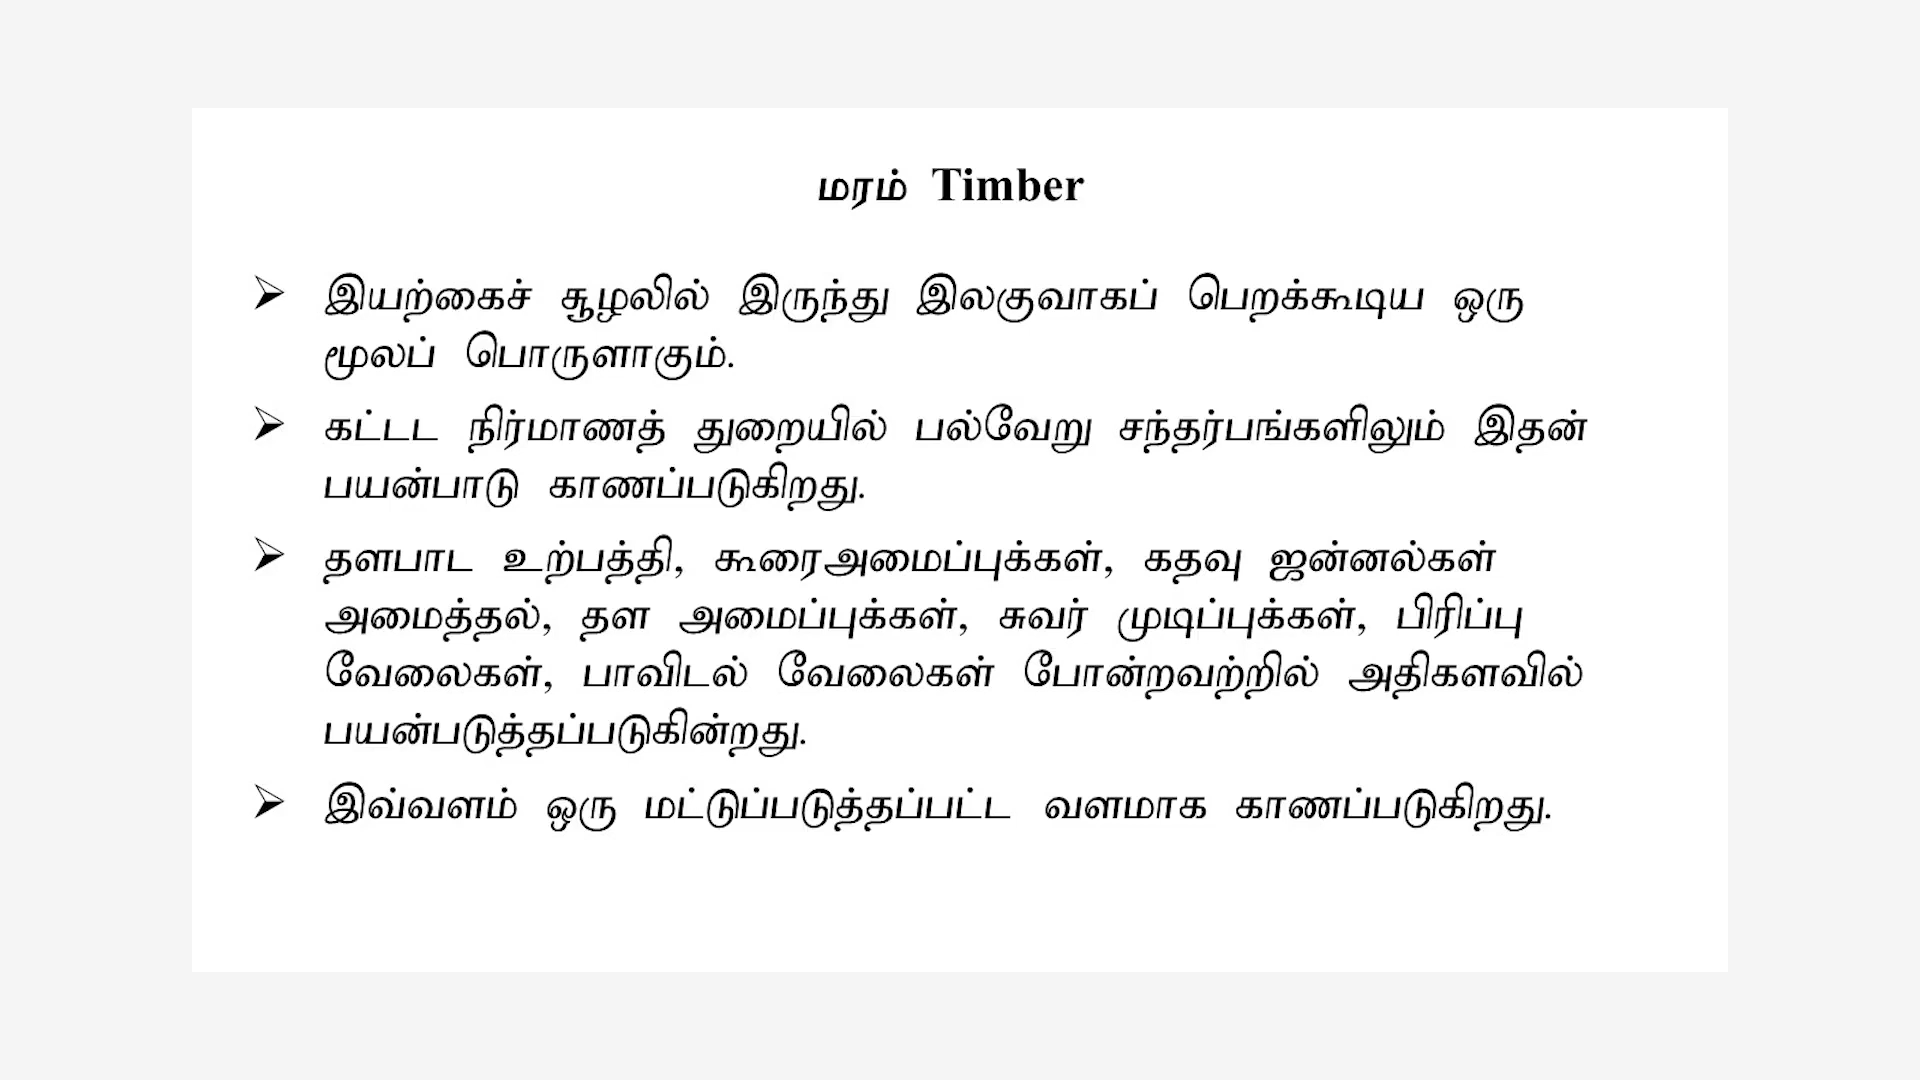 மரம் Timber
➢ இயற்கைச் சூழலில் இருந்து இலகுவாகப் பெறக்கூடிய ஒரு
மூலப் பொருளாகும்.
➢ கட்டட நிர்மாணத் துறையில் பல்வேறு சந்தர்பங்களிலும் இதன்
பயன்பாடு காணப்படுகிறது.
➢ தளபாட உற்பத்தி, கூரைஅமைப்புக்கள், கதவு ஜன்னல்கள்
அமைத்தல், தள அமைப்புக்கள், சுவர் முடிப்புக்கள், பிரிப்பு
வேலைகள், பாவிடல் வேலைகள் போன்றவற்றில் அதிகளவில்
பயன்படுத்தப்படுகின்றது.
➢ இவ்வளம் ஒரு மட்டுப்படுத்தப்பட்ட வளமாக காணப்படுகிறது.